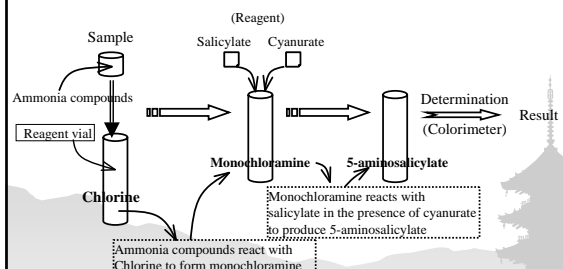 (Reagent)
Sample
Salicylate Cyanurate
Ammonia compounds
Reagent vial
Determination
(Colorimeter)
Result
Monochloramine
5-aminosalicylate
Chlorine
Monochloramine reacts with
salicylate in the presence of cyanurate
to produce 5-aminosalicylate
Ammonia compounds react with
Chlorine to form monochloramine